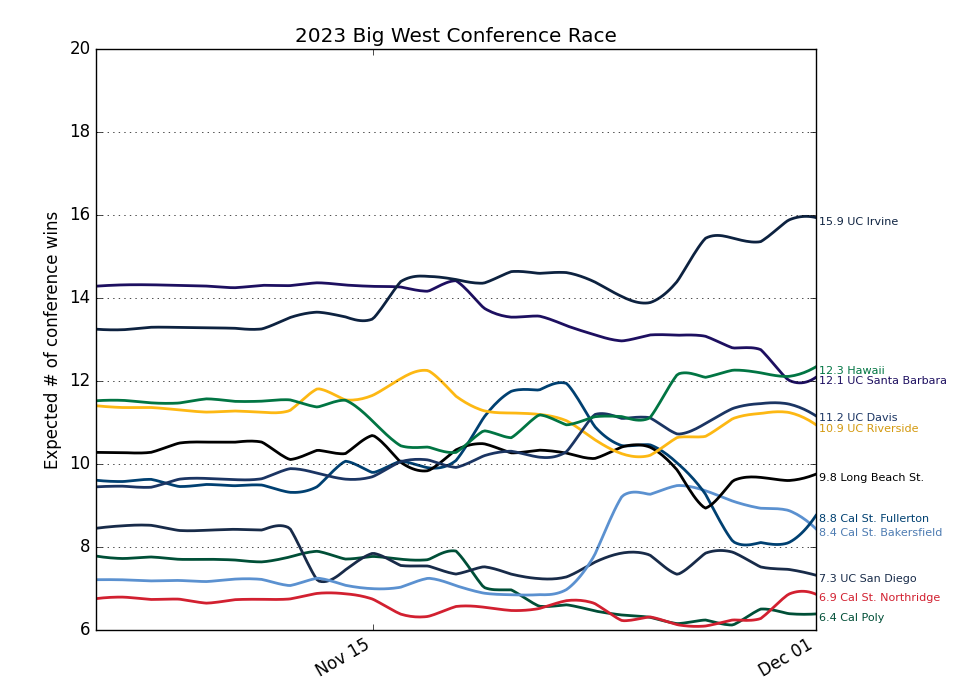 2023 Big West Conference Race
Expected # of conference wins
20
18
16
14
12
10
8
6
Nov 15
Dec 01
15.9 UC Irvine
12.3 Hawaii
12.1 UC Santa Barbara
11.2 UC Davis
10.9 UC Riverside
9.8 Long Beach St.
8.8 Cal St. Fullerton
8.4 Cal St. Bakersfield
7.3 UC San Diego
6.9 Cal St. Northridge
6.4 Cal Poly